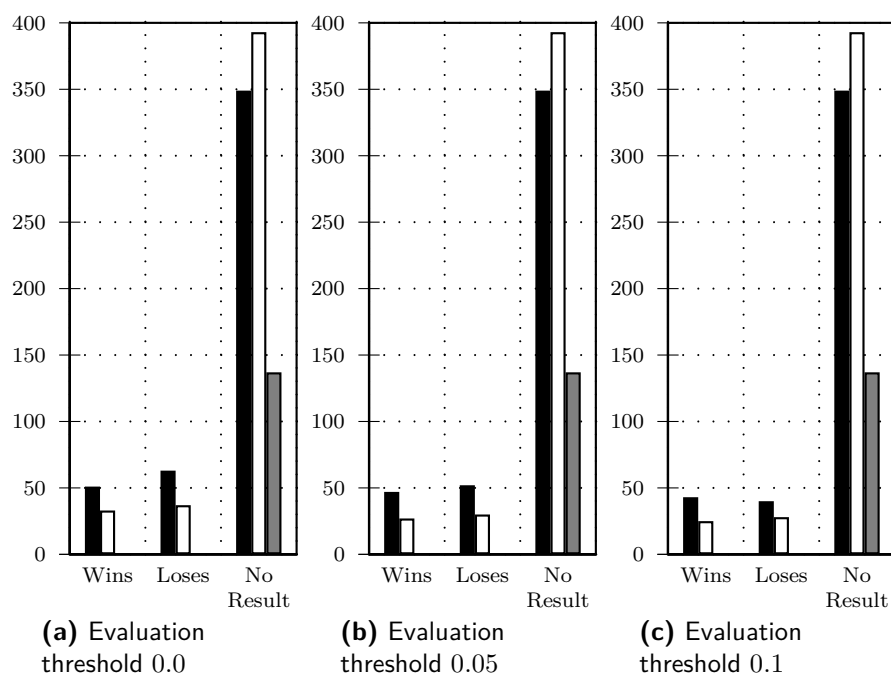 400
350
300
250
200
150
100
50
0
Wins Loses No
Result
(a) Evaluation
threshold 0.0
400
350
300
250
200
150
100
50
0
Wins Loses No
Result
(b) Evaluation
threshold 0.05
400
350
300
250
200
150
100
50
0
Wins Loses No
Result
(c) Evaluation
threshold 0.1